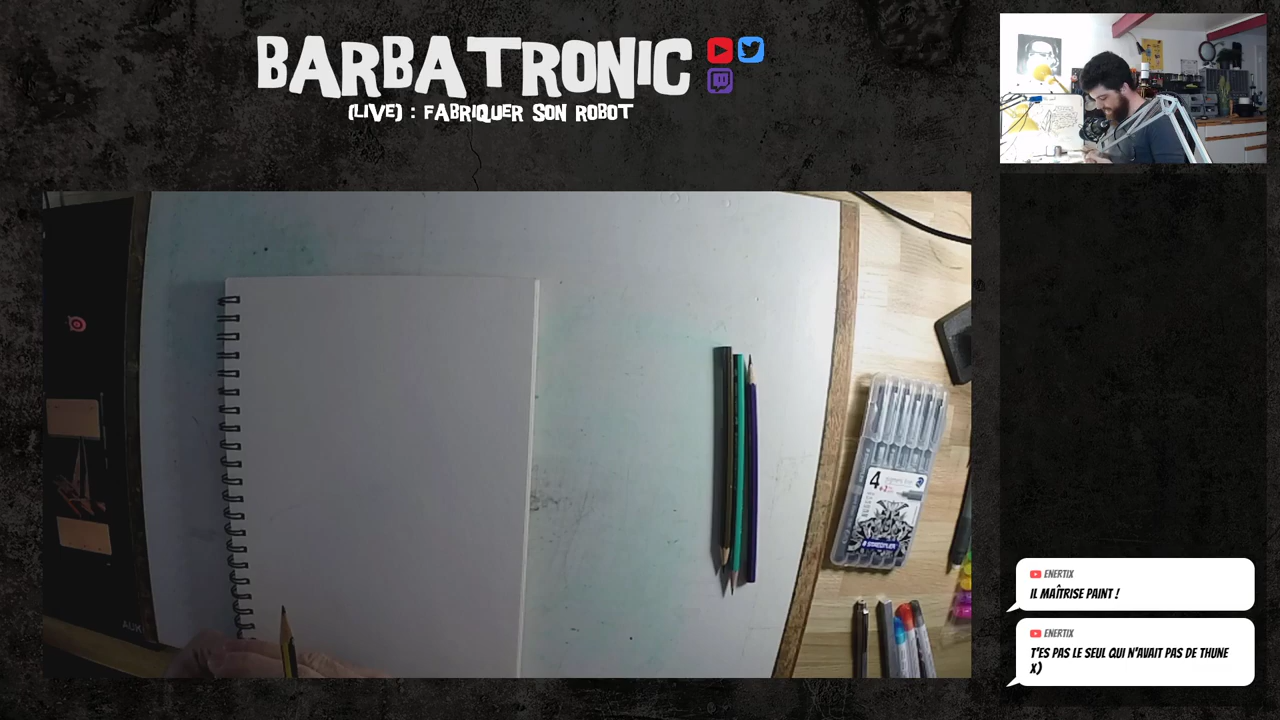 BARBATRONIC
(LIVE) : FABRIQUER SON ROBOT
4
STAEDTLER
ENERTIX
IL MAÎTRISE PAINT !
ENERTIX
T'ES PAS LE SEUL QUI N'AVAIT PAS DE THUNE
X)